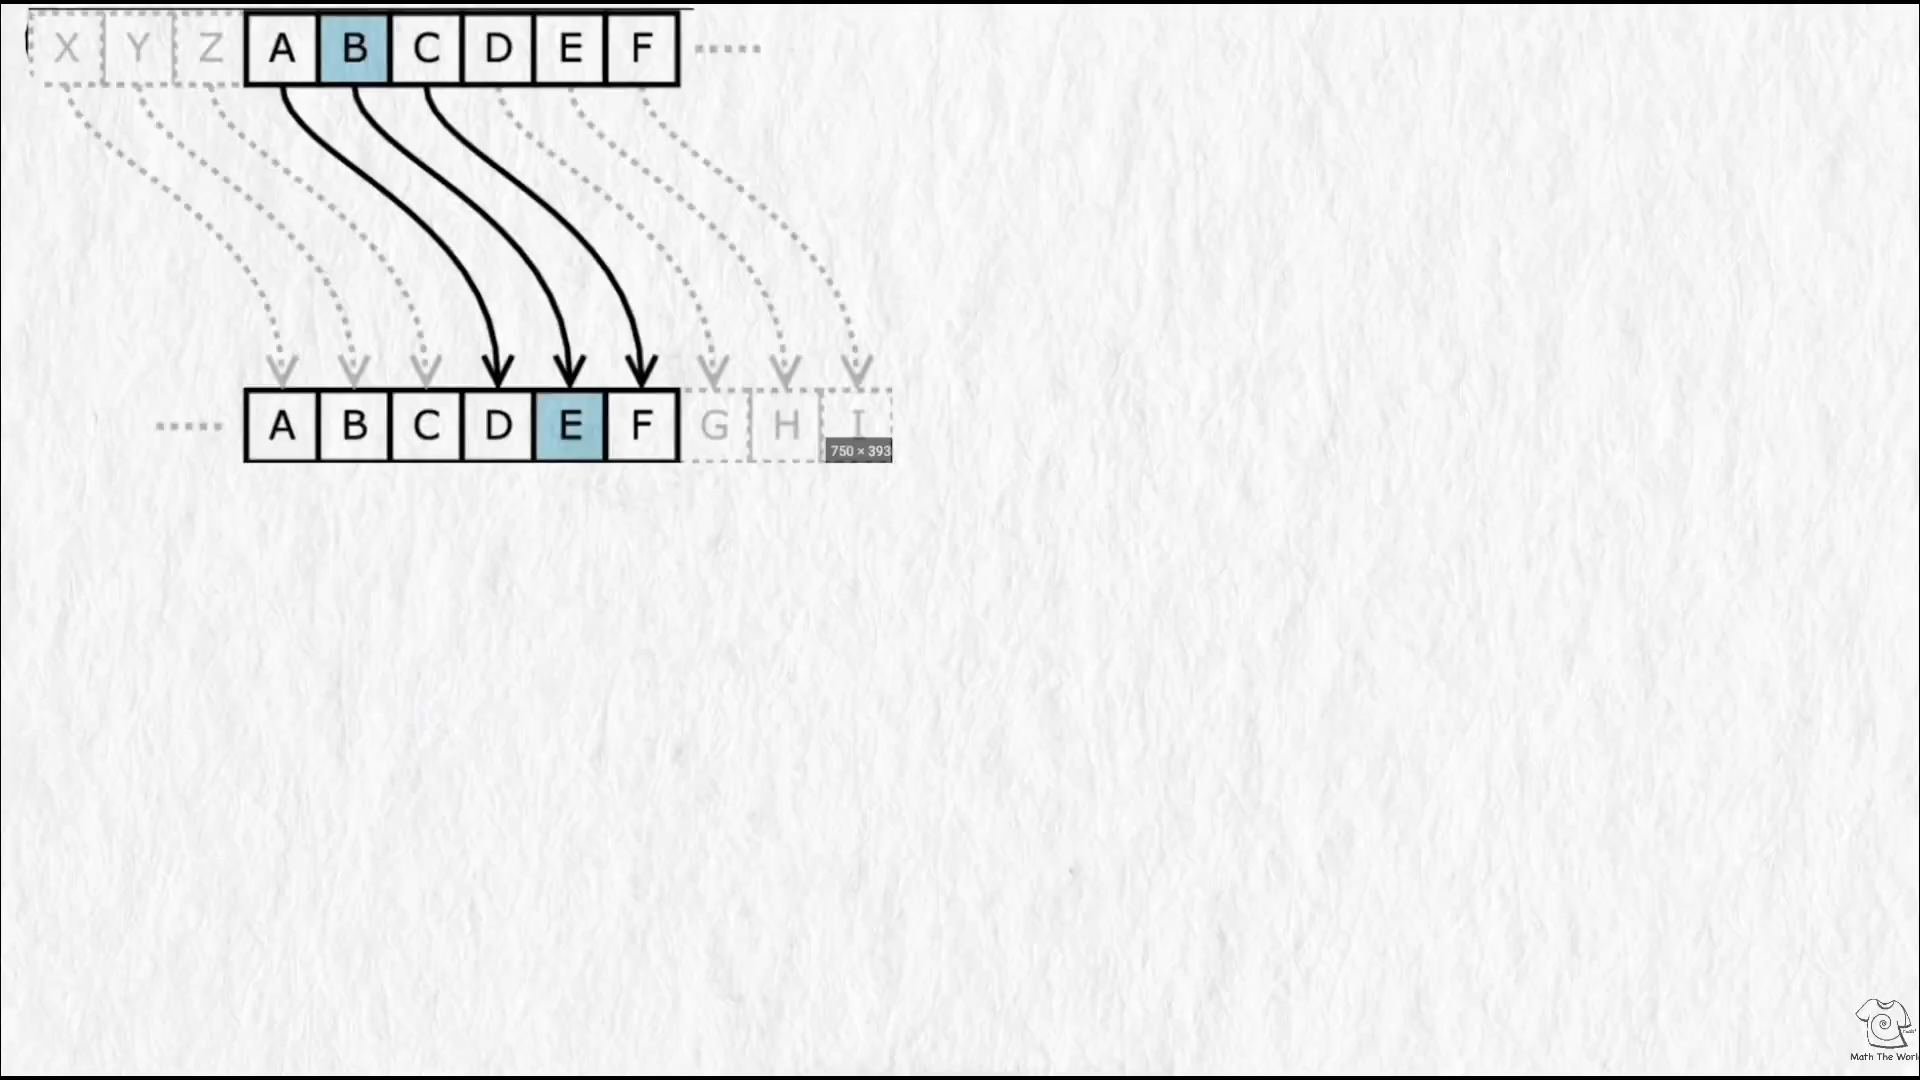 X Y Z A B C D E F
A B C D E F G H I
750 × 393
Math The Worl